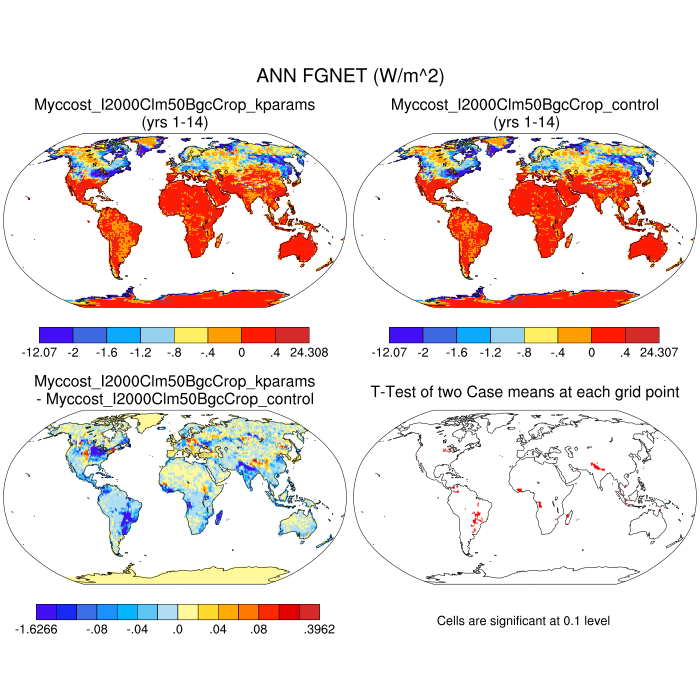 ANN FGNET (W/m^2)
Myccost_I2000Clm50BgcCrop_kparams
(yrs 1-14)
Myccost_I2000Clm50BgcCrop_control
(yrs 1-14)
-12.07 -2 -1.6 -1.2 -.8 -.4 0 .4 24.308
-12.07 -2 -1.6 -1.2 -.8 -.4 0 .4 24.307
Myccost_I2000Clm50BgcCrop_kparams
- Myccost_I2000Clm50BgcCrop_control
T-Test of two Case means at each grid point
-1.6266 -.08 -.04 .0 .04 .08 .3962
Cells are significant at 0.1 level